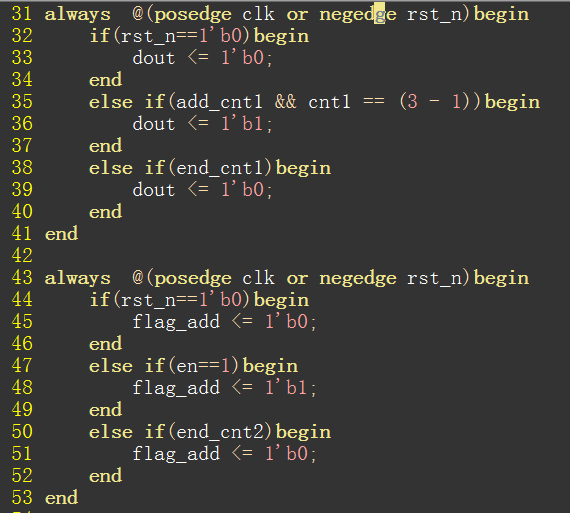 31 always  @(posedge clk or negedge rst_n)begin
32     if(rst_n==1'b0)begin
33         dout <= 1'b0;
34     end
35     else if(add_cnt1 && cnt1 == (3 - 1))begin
36         dout <= 1'b1;
37     end
38     else if(end_cnt1)begin
39         dout <= 1'b0;
40     end
41 end
42
43 always  @(posedge clk or negedge rst_n)begin
44     if(rst_n==1'b0)begin
45         flag_add <= 1'b0;
46     end
47     else if(en==1)begin
48         flag_add <= 1'b1;
49     end
50     else if(end_cnt2)begin
51         flag_add <= 1'b0;
52     end
53 end